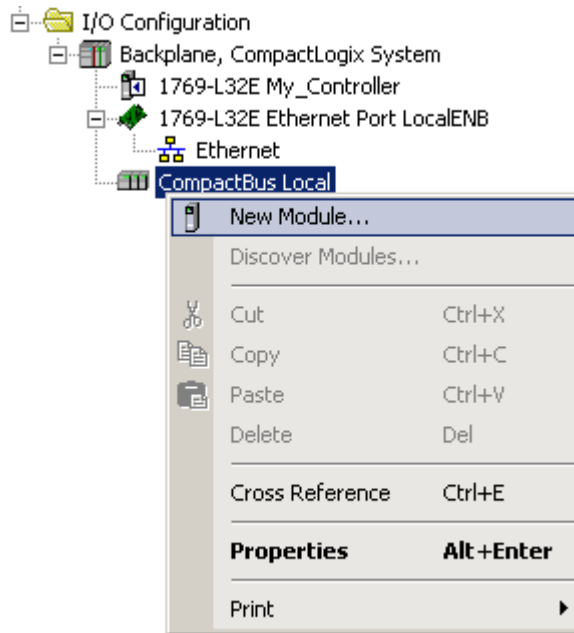 I/O Configuration
Backplane, CompactLogix System
1769-L32E My_Controller
1769-L32E Ethernet Port LocalENB
Ethernet
CompactBus Local
New Module...
Discover Modules...
Cut Ctrl+X
Copy Ctrl+C
Paste Ctrl+V
Delete Del
Cross Reference Ctrl+E
Properties Alt+Enter
Print